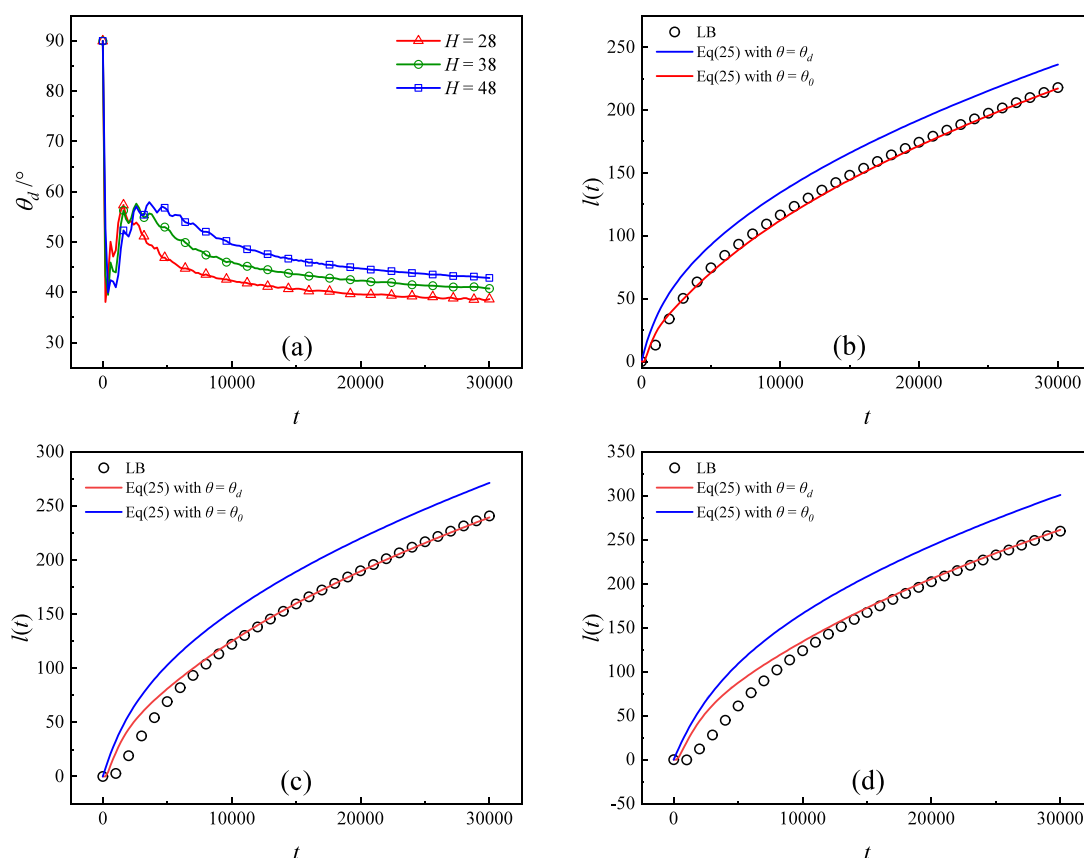 90
80
70
60
50
40
30
θd /°
H = 28
H = 38
H = 48
(a)
0
10000
20000
30000
t
250
200
150
100
50
0
l(t)
LB
Eq(25) with θ = θd
Eq(25) with θ = θ0
(b)
0
10000
20000
30000
t
300
250
200
150
100
50
0
l(t)
LB
Eq(25) with θ = θd
Eq(25) with θ = θ0
(c)
0
10000
20000
30000
t
350
300
250
200
150
100
50
0
-50
l(t)
LB
Eq(25) with θ = θd
Eq(25) with θ = θ0
(d)
0
10000
20000
30000
t